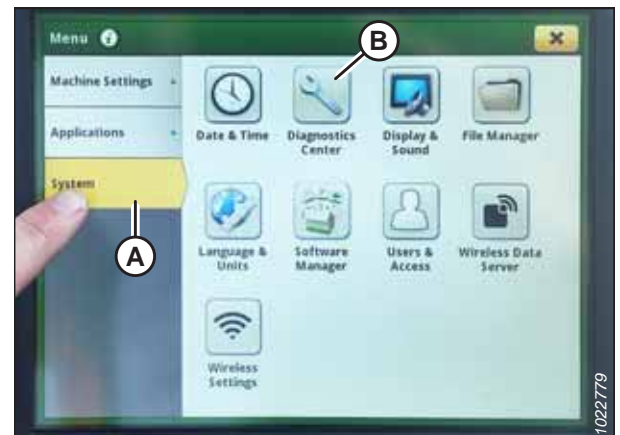 Menu i
B
Machine Settings
Applications
System
A
Date & Time
Diagnostics
Center
Display &
Sound
File Manager
Language &
Units
Software
Manager
Users &
Access
Wireless Data
Server
Wireless
Settings
1022779